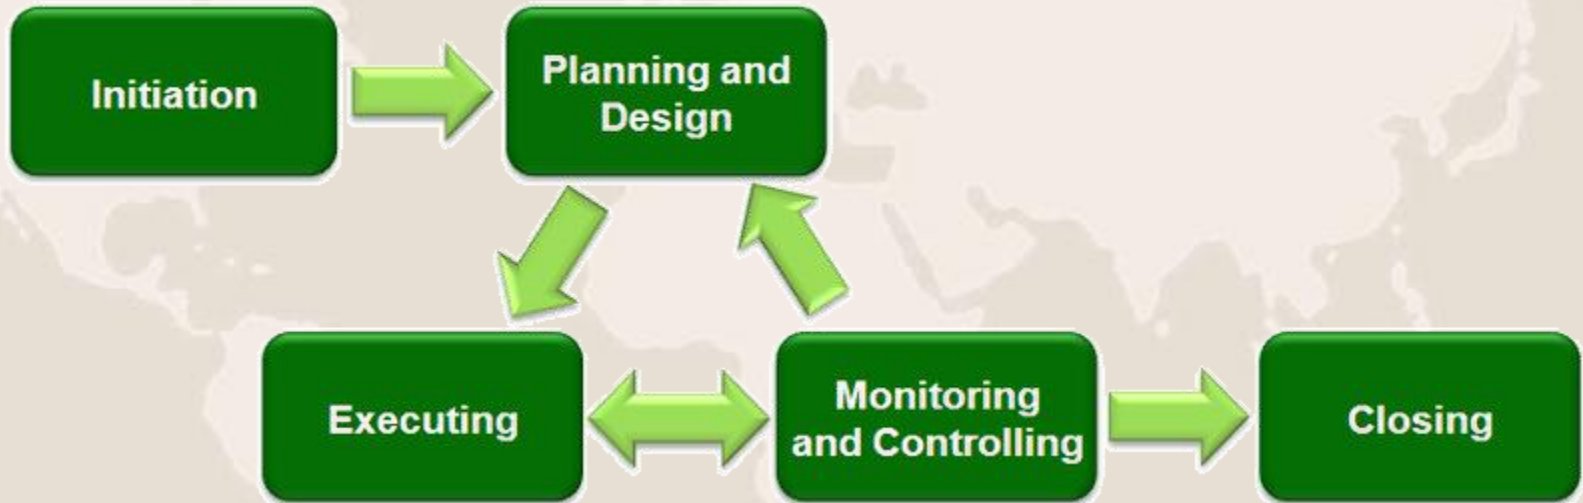 Initiation
Planning and
Design
Executing
Monitoring
and Controlling
Closing